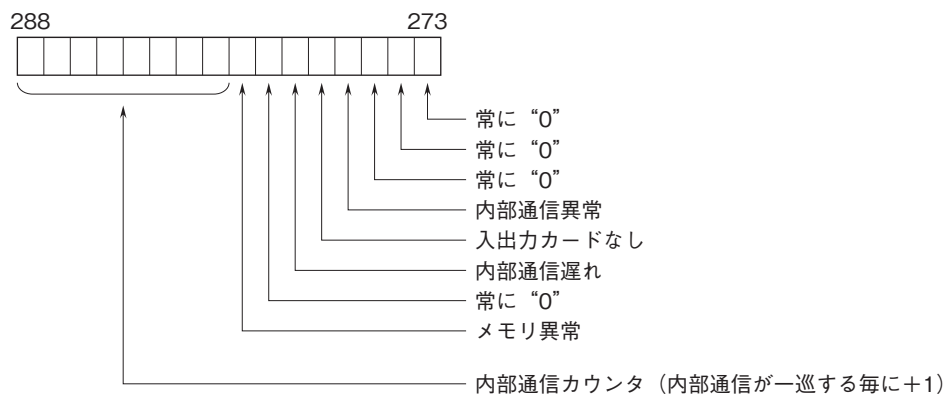 288 273
常に“0”
常に“0”
常に“0”
内部通信異常
入出力カードなし
内部通信遅れ
常に“0”
メモリ異常
内部通信カウンタ（内部通信が一巡する毎に＋1）